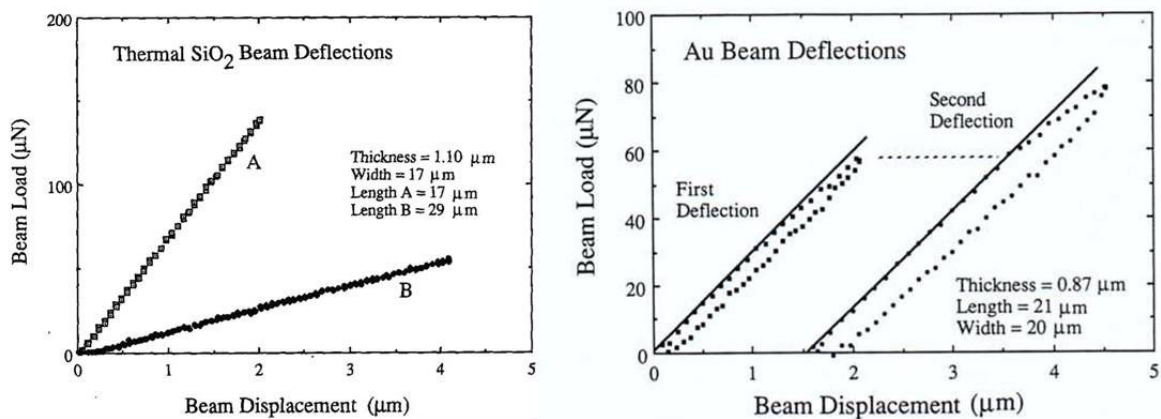 Thermal SiO₂ Beam Deflections
200
100
0
Beam Load (μN)
A
Thickness = 1.10 μm
Width = 17 μm
Length A = 17 μm
Length B = 29 μm
B
0 1 2 3 4 5
Beam Displacement (μm)
Au Beam Deflections
100
80
60
40
20
0
Beam Load (μN)
Second
Deflection
First
Deflection
Thickness = 0.87 μm
Length = 21 μm
Width = 20 μm
0 1 2 3 4 5
Beam Displacement (μm)